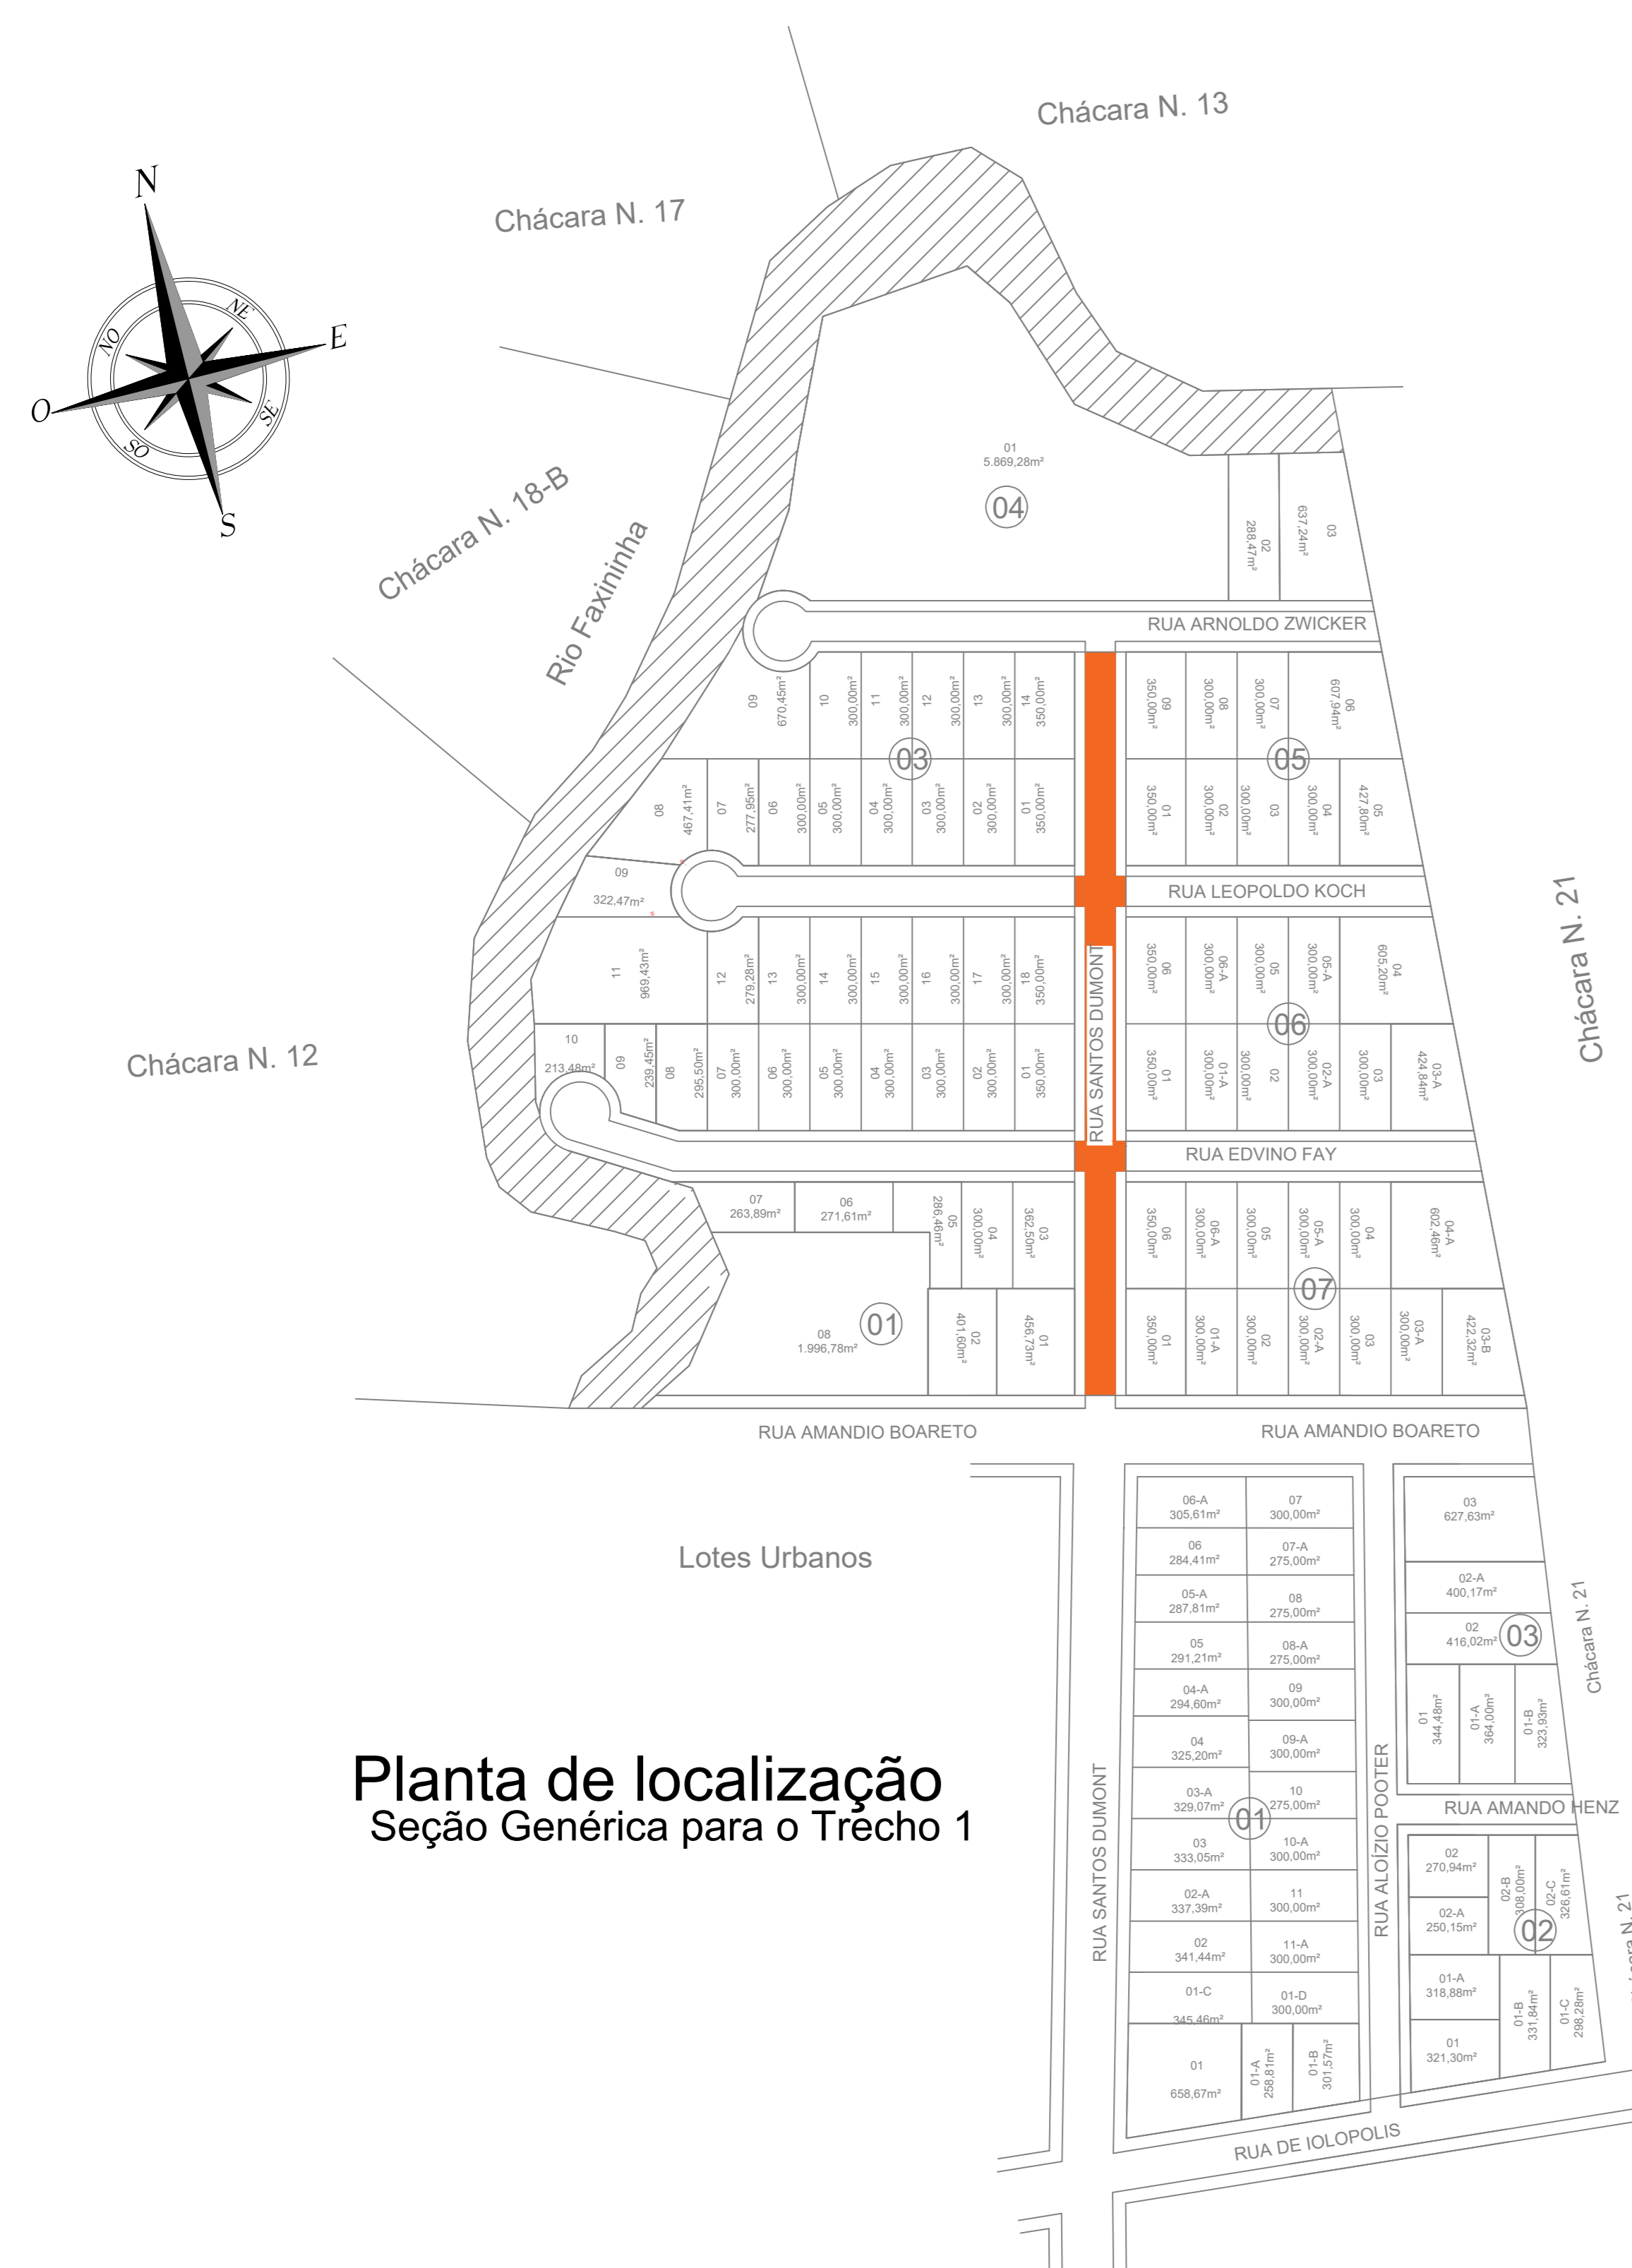 Chácara N. 13
N
Chácara N. 17
NE
E
NO
O
SE
SO
S
Chácara N. 18-B
Rio Faxininha
01
5.869,28m²
04
02
288,47m²
03
637,24m²
RUA ARNOLDO ZWICKER
09
670,45m²
10
300,00m²
11
300,00m²
12
300,00m²
13
300,00m²
14
350,00m²
03
08
467,41m²
07
277,95m²
06
300,00m²
05
300,00m²
04
300,00m²
03
300,00m²
02
300,00m²
01
350,00m²
09
350,00m²
08
300,00m²
07
300,00m²
06
607,94m²
05
01
350,00m²
02
300,00m²
03
300,00m²
04
300,00m²
05
427,80m²
09
322,47m²
RUA LEOPOLDO KOCH
Chácara N. 21
11
969,43m²
12
279,28m²
13
300,00m²
14
300,00m²
15
300,00m²
16
300,00m²
17
300,00m²
18
350,00m²
RUA SANTOS DUMONT
06
350,00m²
06-A
300,00m²
05
300,00m²
05-A
300,00m²
04
605,20m²
06
Chácara N. 12
10
213,48m²
09
239,45m²
08
295,50m²
07
300,00m²
06
300,00m²
05
300,00m²
04
300,00m²
03
300,00m²
02
300,00m²
01
350,00m²
01
350,00m²
01-A
300,00m²
02
300,00m²
02-A
300,00m²
03
300,00m²
03-A
424,84m²
RUA EDVINO FAY
07
263,89m²
06
271,61m²
05
286,46m²
04
300,00m²
03
362,50m²
08
1.996,78m²
01
02
401,60m²
01
456,73m²
06
350,00m²
06-A
300,00m²
05
300,00m²
05-A
300,00m²
04
300,00m²
04-A
602,46m²
07
01
350,00m²
01-A
300,00m²
02
300,00m²
02-A
300,00m²
03
300,00m²
03-A
300,00m²
03-B
422,32m²
RUA AMANDIO BOARETO
RUA AMANDIO BOARETO
Lotes Urbanos
06-A
305,61m²
07
300,00m²
06
284,41m²
07-A
275,00m²
05-A
287,81m²
08
275,00m²
05
291,21m²
08-A
275,00m²
04-A
294,60m²
09
300,00m²
04
325,20m²
09-A
300,00m²
03-A
329,07m²
10
275,00m²
01
03
333,05m²
10-A
300,00m²
02-A
337,39m²
11
300,00m²
02
341,44m²
11-A
300,00m²
01-C
345,46m²
01-D
300,00m²
01
658,67m²
01-A
258,81m²
01-B
301,57m²
RUA SANTOS DUMONT
RUA ALOÍZIO POOTER
03
627,63m²
02-A
400,17m²
02
416,02m²
03
01
344,48m²
01-A
364,00m²
01-B
323,93m²
Chácara N. 21
RUA AMANDO HENZ
02
270,94m²
02-A
250,15m²
02-B
308,00m²
02-C
326,61m²
02
01-A
318,88m²
01
321,30m²
01-B
331,84m²
01-C
298,28m²
N. 21
RUA DE IOLOPOLIS
Planta de localização
Seção Genérica para o Trecho 1